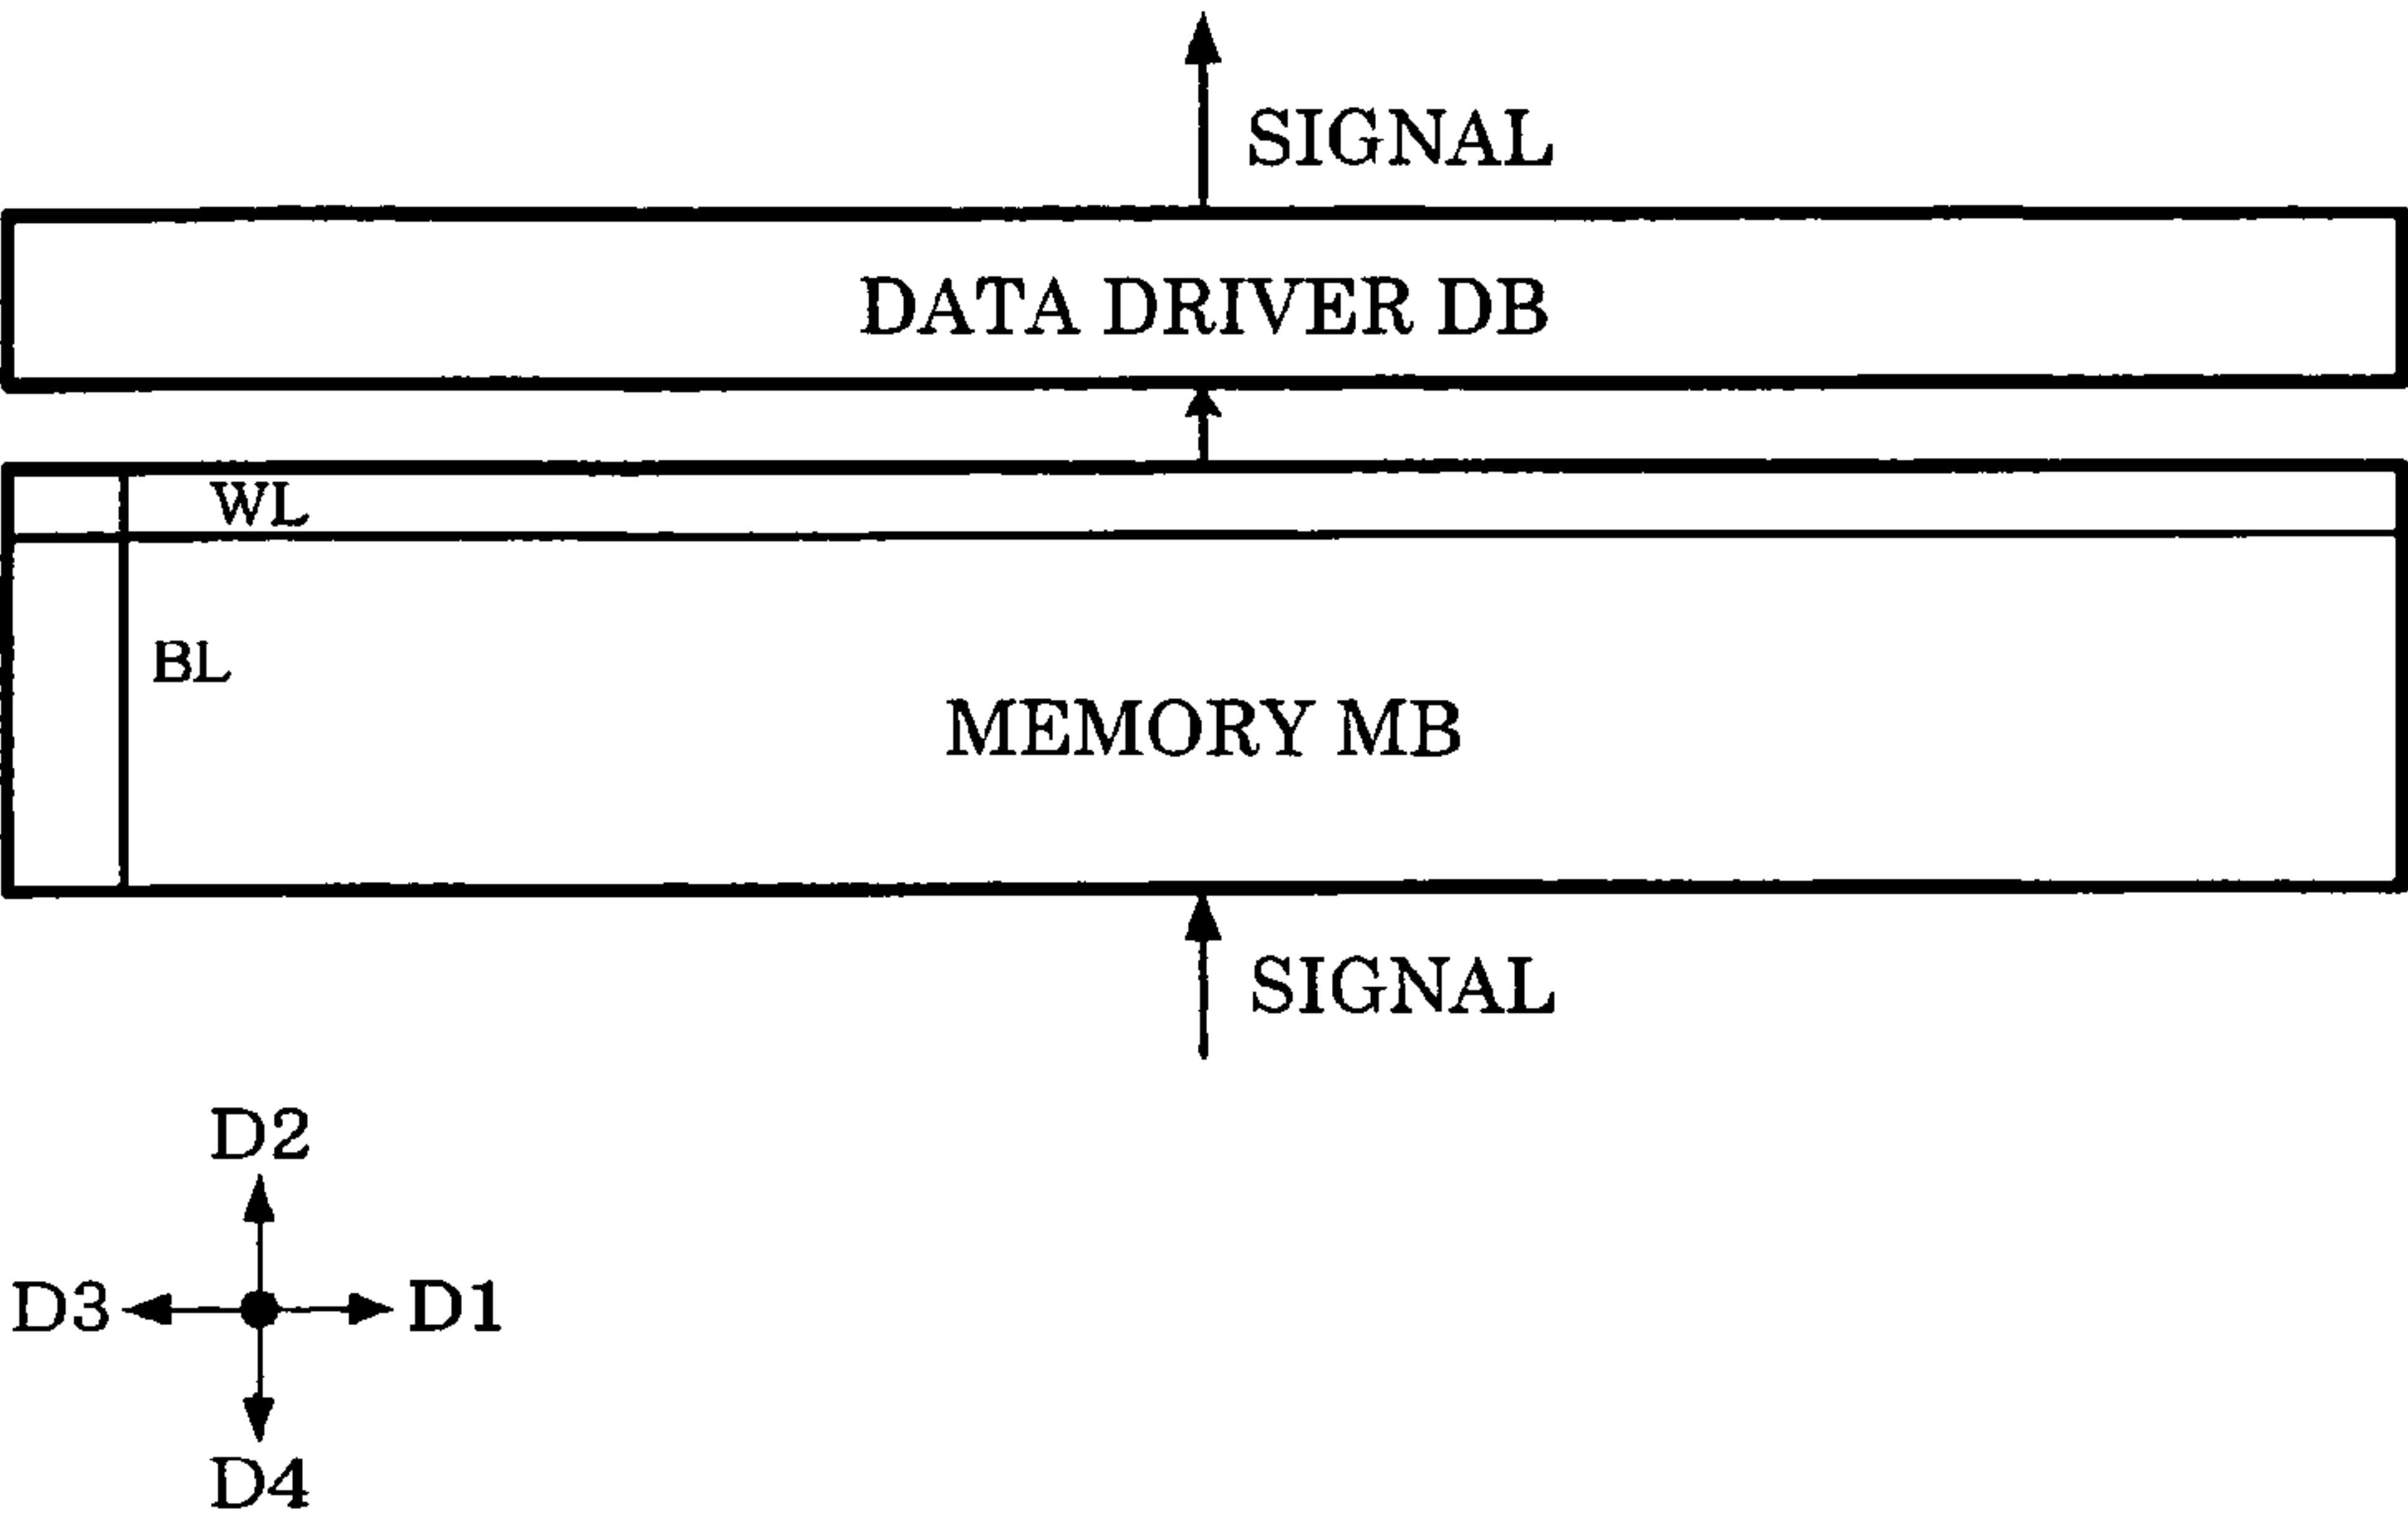 SIGNAL
DATA DRIVER DB
WL
BL
MEMORY MB
SIGNAL
D2
D3 D1
D4